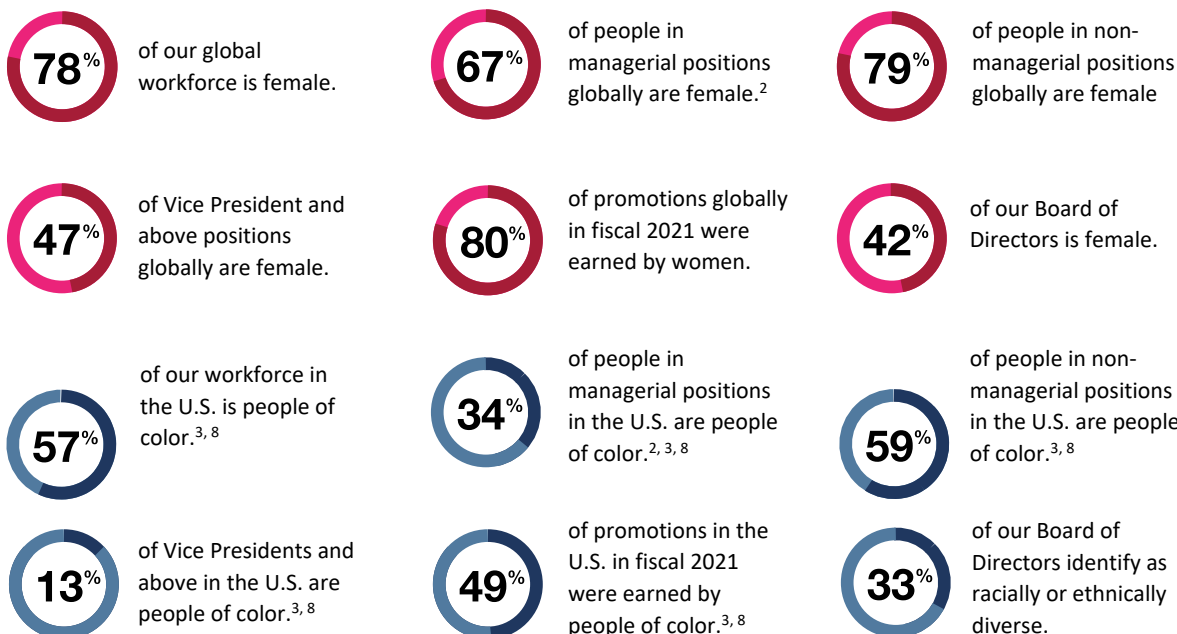 78%
of our global
workforce is female.
67%
of people in
managerial positions
globally are female.2
79%
of people in non-
managerial positions
globally are female
47%
of Vice President and
above positions
globally are female.
80%
of promotions globally
in fiscal 2021 were
earned by women.
42%
of our Board of
Directors is female.
57%
of our workforce in
the U.S. is people of
color.3, 8
34%
of people in
managerial positions
in the U.S. are people
of color.2, 3, 8
59%
of people in non-
managerial positions
in the U.S. are people
of color.3, 8
13%
of Vice Presidents and
above in the U.S. are
people of color.3, 8
49%
of promotions in the
U.S. in fiscal 2021
were earned by
people of color.3, 8
33%
of our Board of
Directors identify as
racially or ethnically
diverse.